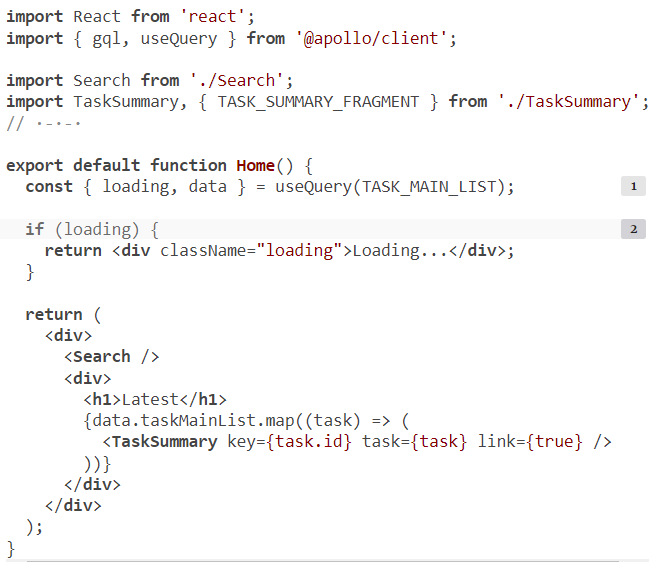 import React from 'react';
import { gql, useQuery } from '@apollo/client';

import Search from './Search';
import TaskSummary, { TASK_SUMMARY_FRAGMENT } from './TaskSummary';
// ·-·-·

export default function Home() {
  const { loading, data } = useQuery(TASK_MAIN_LIST); 1

  if (loading) { 2
    return <div className="loading">Loading...</div>;
  }

  return (
    <div>
      <Search />
      <div>
        <h1>Latest</h1>
        {data.taskMainList.map((task) => (
          <TaskSummary key={task.id} task={task} link={true} />
        ))}
      </div>
    </div>
  );
}